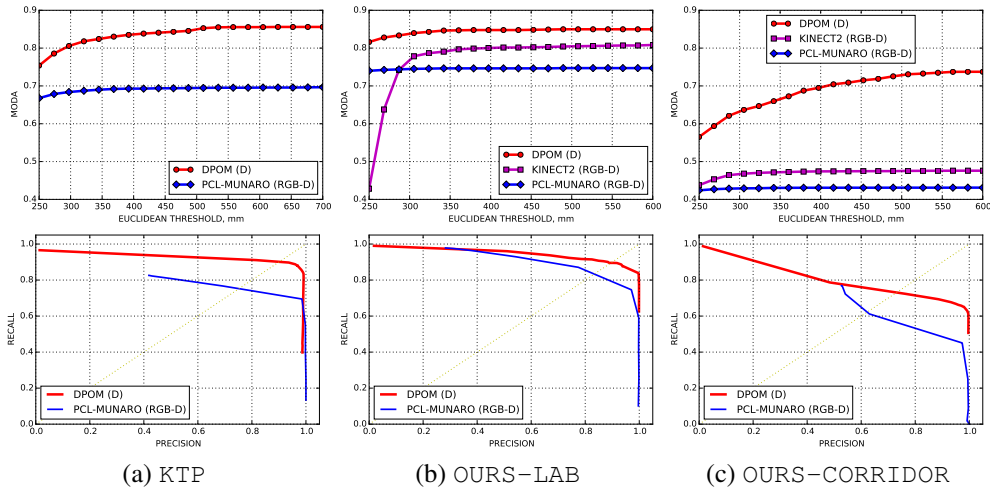 0.9
0.8
0.7
0.6
0.5
0.4
MODA
DPOM (D)
PCL-MUNARO (RGB-D)
250 300 350 400 450 500 550 600 650 700
EUCLIDEAN THRESHOLD, mm
0.9
0.8
0.7
0.6
0.5
0.4
MODA
DPOM (D)
KINECT2 (RGB-D)
PCL-MUNARO (RGB-D)
250 300 350 400 450 500 550 600
EUCLIDEAN THRESHOLD, mm
0.9
0.8
0.7
0.6
0.5
0.4
MODA
DPOM (D)
KINECT2 (RGB-D)
PCL-MUNARO (RGB-D)
250 300 350 400 450 500 550 600
EUCLIDEAN THRESHOLD, mm
1.0
0.8
0.6
0.4
0.2
0.0
RECALL
DPOM (D)
PCL-MUNARO (RGB-D)
0.0 0.2 0.4 0.6 0.8 1.0
PRECISION
1.0
0.8
0.6
0.4
0.2
0.0
RECALL
DPOM (D)
PCL-MUNARO (RGB-D)
0.0 0.2 0.4 0.6 0.8 1.0
PRECISION
1.0
0.8
0.6
0.4
0.2
0.0
RECALL
DPOM (D)
PCL-MUNARO (RGB-D)
0.0 0.2 0.4 0.6 0.8 1.0
PRECISION
(a) KTP
(b) OURS-LAB
(c) OURS-CORRIDOR